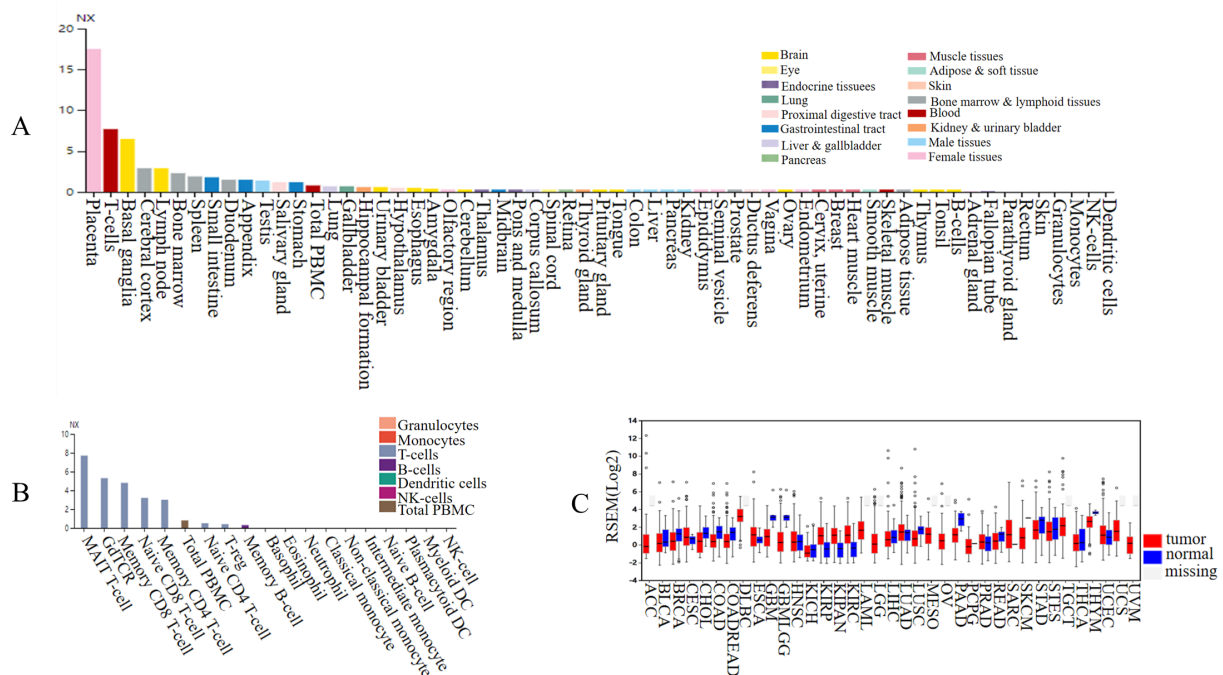 A
NX
20
15
10
5
0
Brain
Eye
Endocrine tissuees
Lung
Proximal digestive tract
Gastrointestinal tract
Liver & gallbladder
Pancreas
Muscle tissues
Adipose & soft tissue
Skin
Bone marrow & lymphoid tissues
Blood
Kidney & urinary bladder
Male tissues
Female tissues
Placenta
T-cells
Basal ganglia
Cerebral cortex
Lymph node
Bone marrow
Spleen
Small intestine
Duodenum
Appendix
Testis
Salivary gland
Stomach
Total PBMC
Lung
Gallbladder
Hippocampal formation
Urinary bladder
Hypothalamus
Esophagus
Amygdala
Olfactory region
Cerebellum
Thalamus
Midbrain
Pons and medulla
Corpus callosum
Spinal cord
Retina
Thyroid gland
Pituitary gland
Tongue
Colon
Liver
Pancreas
Kidney
Epididymis
Seminal vesicle
Prostate
Ductus deferens
Vagina
Ovary
Endometrium
Cervix, uterine
Breast
Heart muscle
Smooth muscle
Skeletal muscle
Adipose tissue
Thymus
Tonsil
B-cells
Adrenal gland
Fallopan tube
Parathyroid gland
Rectum
Skin
Granulocytes
Monocytes
NK-cells
Dendritic cells
B
NX
10
8
6
4
2
0
Granulocytes
Monocytes
T-cells
B-cells
Dendritic cells
NK-cells
Total PBMC
MAIT T-cell
GdTCR
Memory CD8 T-cell
Naive CD8 T-cell
Memory CD4 T-cell
Total PBMC
Naive CD4 T-cell
T-reg
Memory B-cell
Basophil
Eosinophil
Neutrophil
Classical monocyte
Non-classical monocyte
Intermediate monocyte
Naive B-cell
Plasmacytoid DC
Myeloid DC
NK-cell
C
RSEM(Log2)
14
12
10
8
6
4
2
0
-2
-4
tumor
normal
missing
ACC
BLCA
BRCA
CESC
CHOL
COAD
COADREAD
DLBC
ESCA
GBM
GBMLGG
HNSC
KICH
KIRP
KIPAN
KIRC
LAML
LGG
LIHC
LUAD
LUSC
MESO
OV
PAAD
PCPG
PRAD
READ
SARC
SKCM
STAD
STES
TGCT
THCA
THYM
UCEC
UCS
UVM